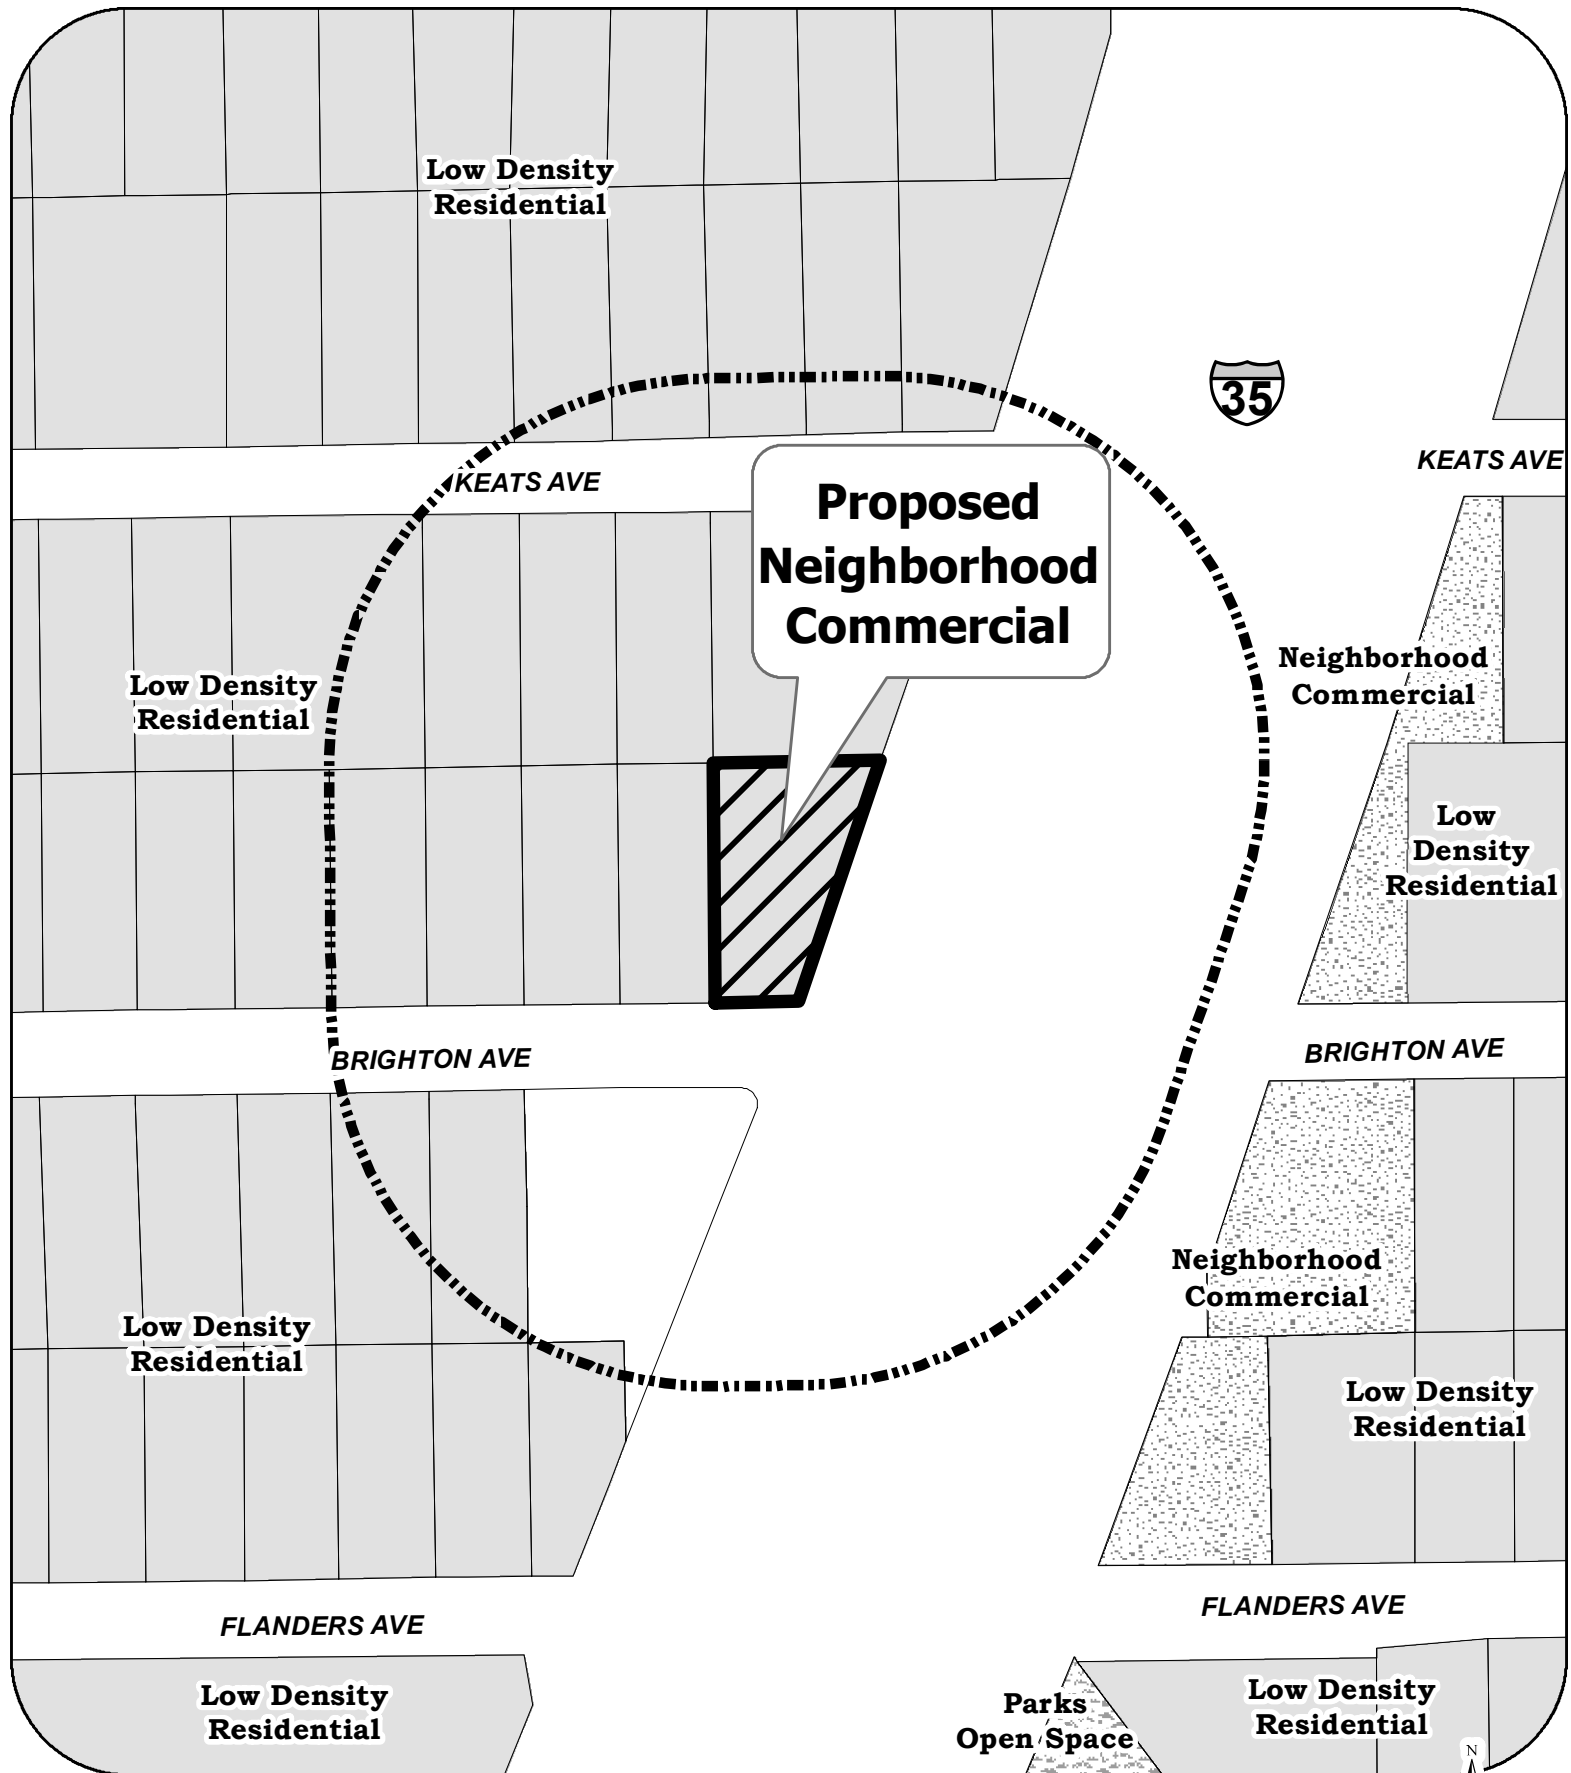 Low Density
Residential
35
KEATS AVE
KEATS AVE
Proposed
Neighborhood
Commercial
Neighborhood
Commercial
Low Density
Residential
Low
Density
Residential
BRIGHTON AVE
BRIGHTON AVE
Neighborhood
Commercial
Low Density
Residential
Low Density
Residential
FLANDERS AVE
FLANDERS AVE
Low Density
Residential
Parks
Open Space
Low Density
Residential
N